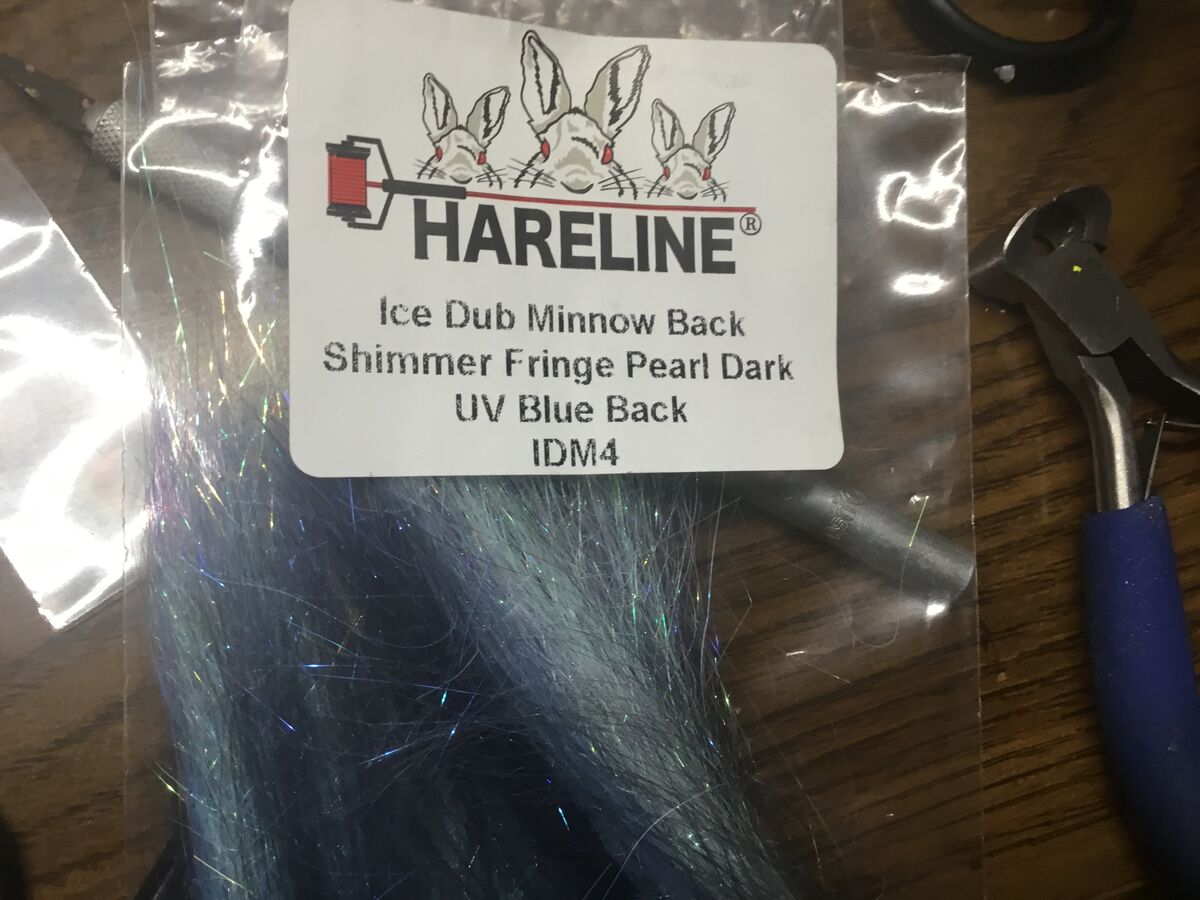 HARELINE®
Ice Dub Minnow Back
Shimmer Fringe Pearl Dark
UV Blue Back
IDM4